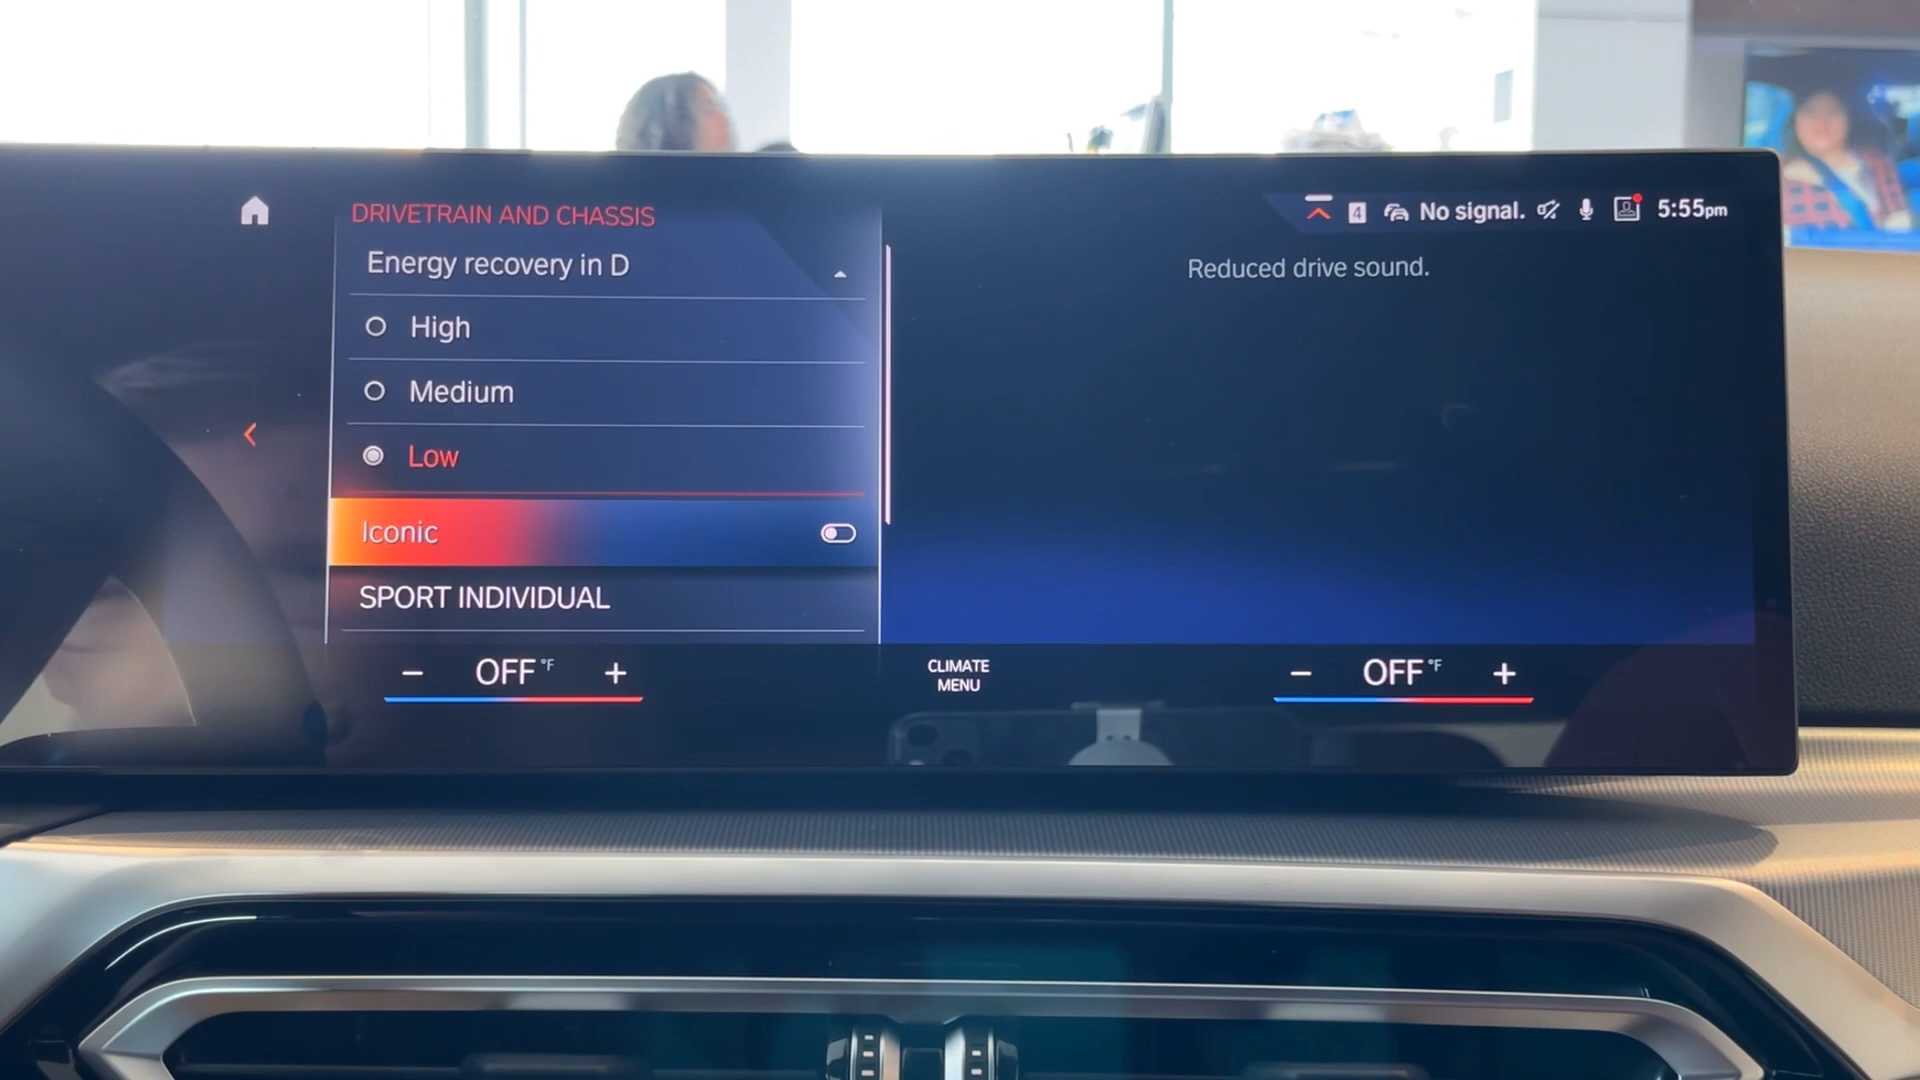 DRIVETRAIN AND CHASSIS
4 No signal. 5:55pm
Energy recovery in D
Reduced drive sound.
High
Medium
Low
Iconic
SPORT INDIVIDUAL
− OFF °F +
CLIMATE
MENU
− OFF °F +